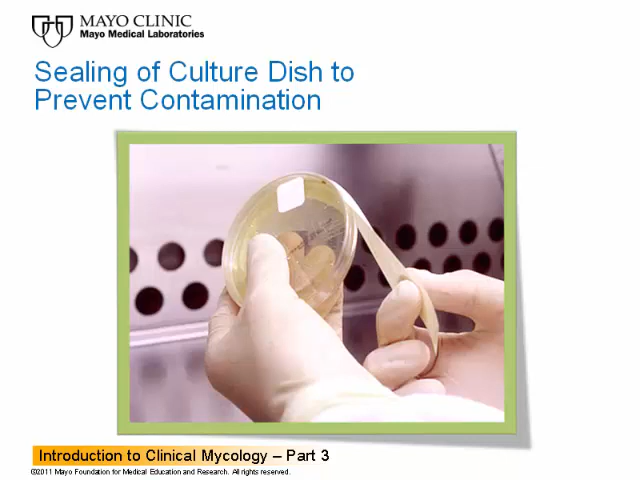 MAYO CLINIC
Mayo Medical Laboratories
Sealing of Culture Dish to
Prevent Contamination
Introduction to Clinical Mycology – Part 3
©2011 Mayo Foundation for Medical Education and Research. All rights reserved.